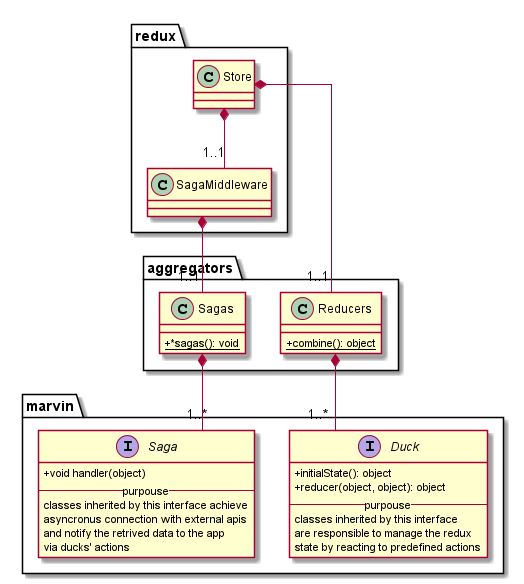 redux
C Store
1..1
C SagaMiddleware
aggregators
1..1
1..1
C Sagas
+*sagas(): void
C Reducers
+combine(): object
marvin
1..*
1..*
I Saga
+void handler(object)
purpouse
classes inherited by this interface achieve
asyncronus connection with external apis
and notify the retrived data to the app
via ducks' actions
I Duck
+initialState(): object
+reducer(object, object): object
purpouse
classes inherited by this interface
are responsible to manage the redux
state by reacting to predefined actions